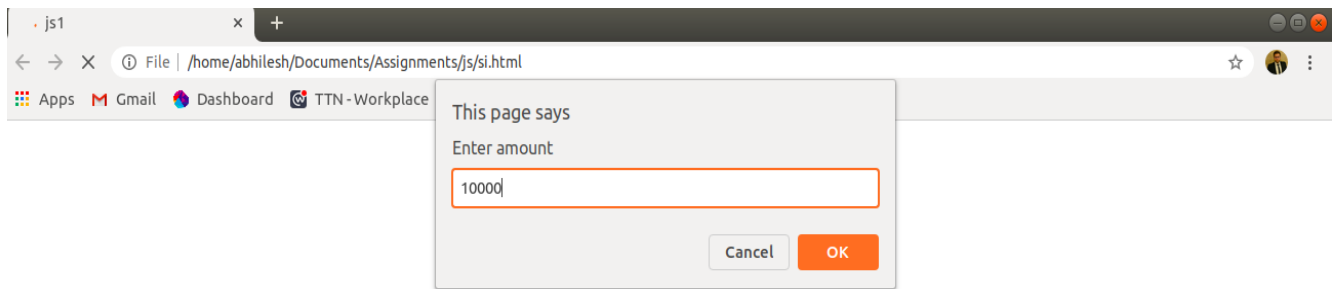 js1
File | /home/abhilesh/Documents/Assignments/js/si.html
Apps Gmail Dashboard TTN - Workplace
This page says
Enter amount
10000
Cancel OK